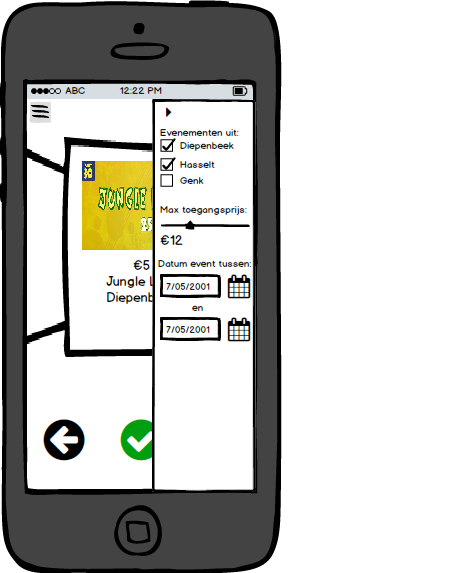 ABC 12:22 PM
Evenementen uit:
Diepenbeek
Hasselt
Genk
Max toegangsprijs:
€12
Datum event tussen:
7/05/2001
en
7/05/2001
JUNGLE
€5
Jungle L
Diepenb